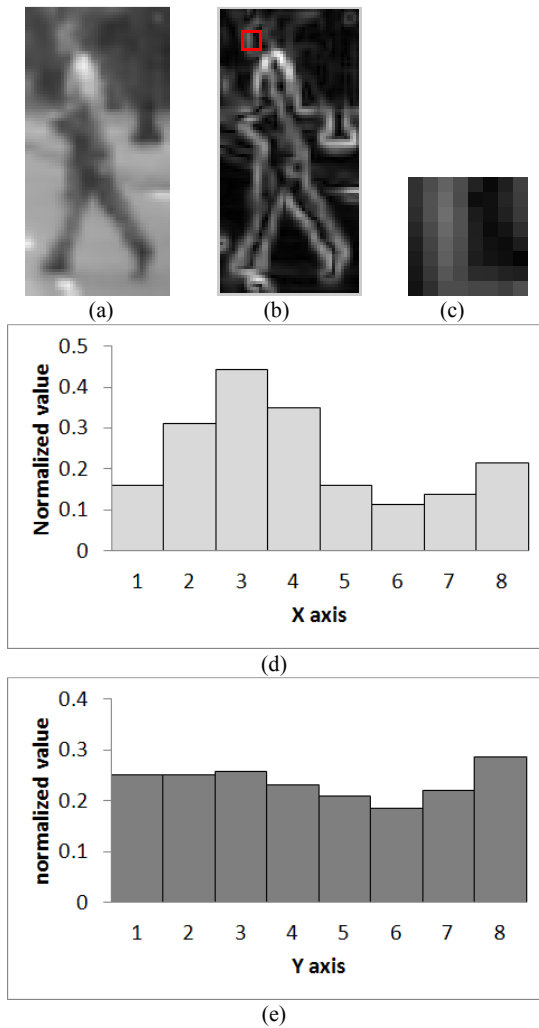 (a) (b) (c)
0.5
0.4
0.3
0.2
0.1
0
Normalized value
1 2 3 4 5 6 7 8
X axis
(d)
0.4
0.3
0.2
0.1
0
normalized value
1 2 3 4 5 6 7 8
Y axis
(e)